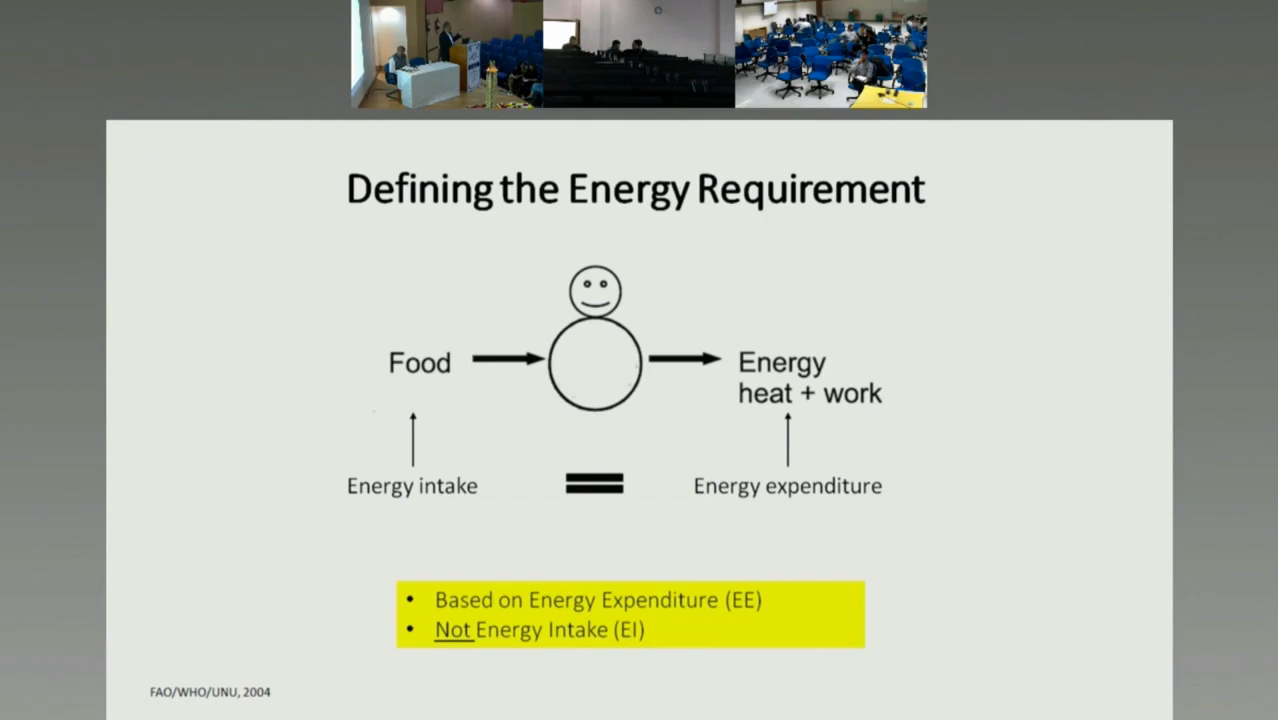 Defining the Energy Requirement
Food
Energy
heat + work
Energy intake
Energy expenditure
• Based on Energy Expenditure (EE)
• Not Energy Intake (EI)
FAO/WHO/UNU, 2004